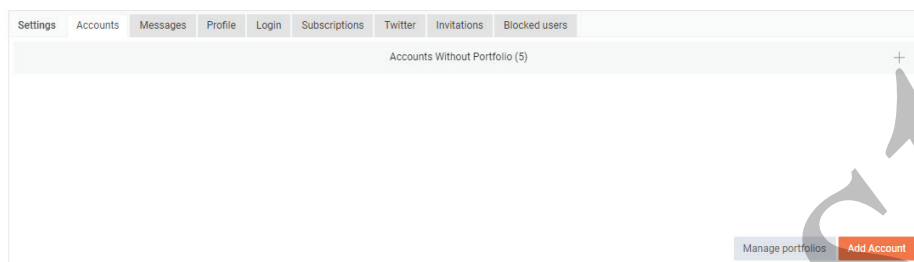 Settings Accounts Messages Profile Login Subscriptions Twitter Invitations Blocked users
Accounts Without Portfolio (5)
Manage portfolios Add Account